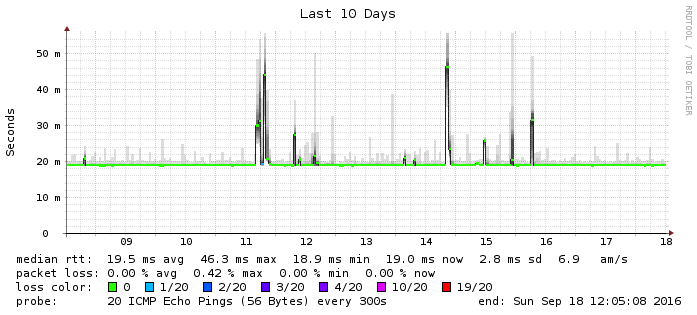 Last 10 Days
RRDTOOL / TOBI OETIKER
Seconds
50 m
40 m
30 m
20 m
10 m
0
09 10 11 12 13 14 15 16 17 18
median rtt: 19.5 ms avg 46.3 ms max 18.9 ms min 19.0 ms now 2.8 ms sd 6.9 am/s
packet loss: 0.00 % avg 0.42 % max 0.00 % min 0.00 % now
loss color: 0 1/20 2/20 3/20 4/20 10/20 19/20
probe: 20 ICMP Echo Pings (56 Bytes) every 300s end: Sun Sep 18 12:05:08 2016